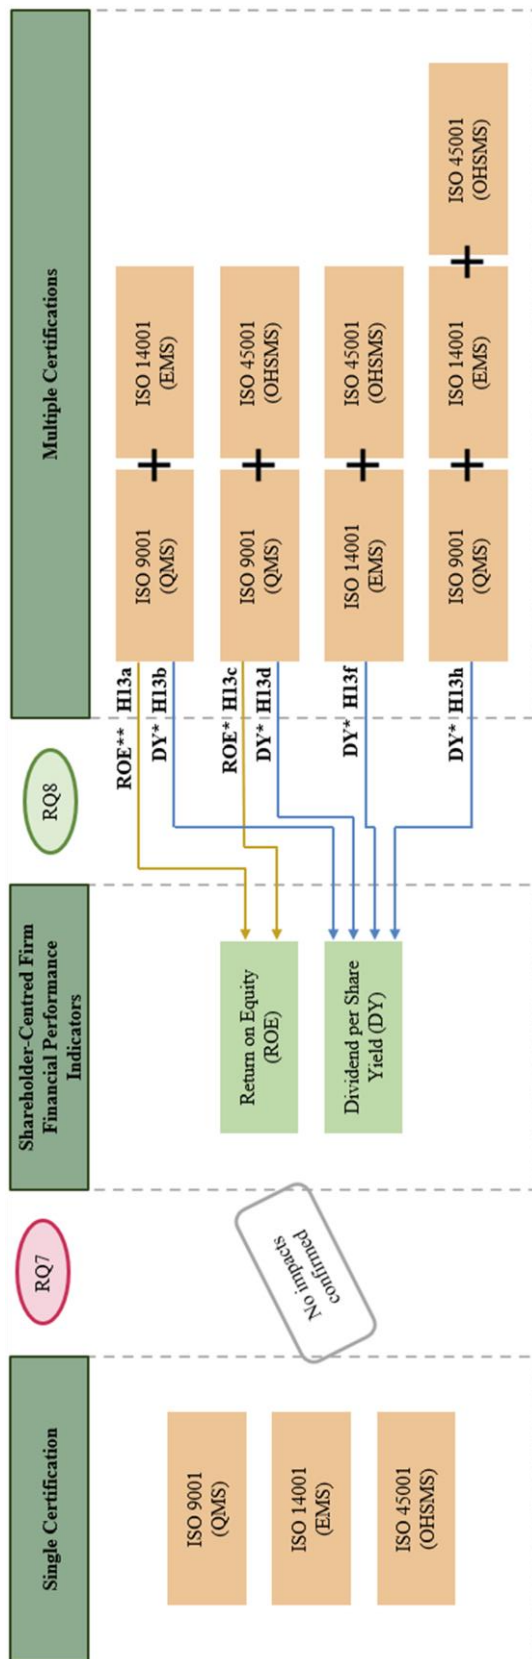 Single Certification
ISO 9001
(QMS)
ISO 14001
(EMS)
ISO 45001
(OHSMS)
RQ7
No impacts
confirmed
Shareholder-Centred Firm
Financial Performance
Indicators
Return on Equity
(ROE)
Dividend per Share
Yield (DY)
RQ8
ROE** H13a
DY* H13b
ROE* H13c
DY* H13d
DY* H13f
DY* H13h
Multiple Certifications
ISO 9001
(QMS)
+
ISO 14001
(EMS)
ISO 9001
(QMS)
+
ISO 45001
(OHSMS)
ISO 14001
(EMS)
+
ISO 45001
(OHSMS)
ISO 9001
(QMS)
+
ISO 14001
(EMS)
+
ISO 45001
(OHSMS)